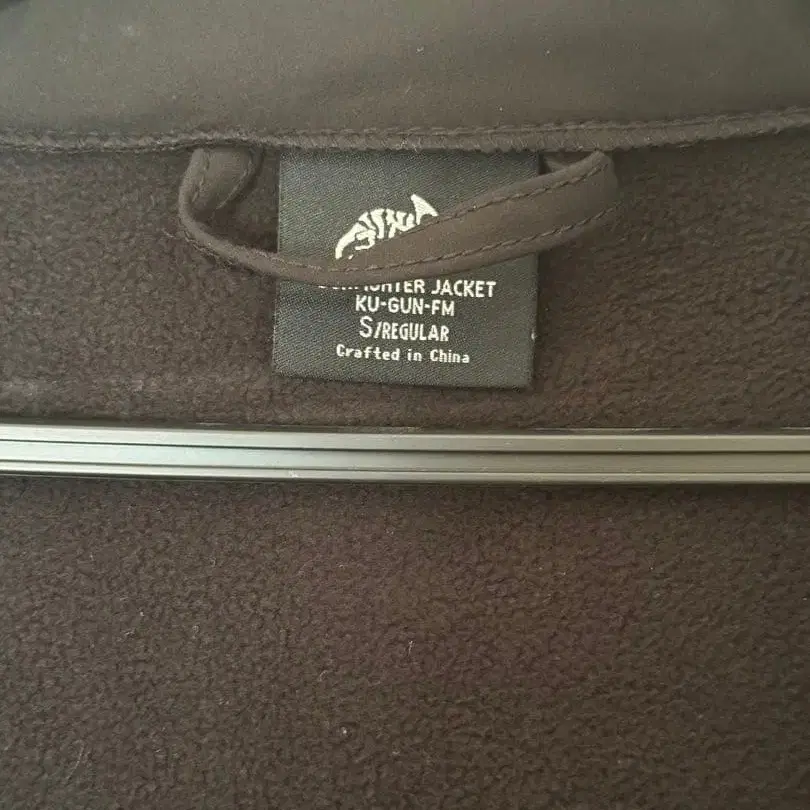 JACKET
KU-GUN-FM
S/REGULAR
Crafted in China